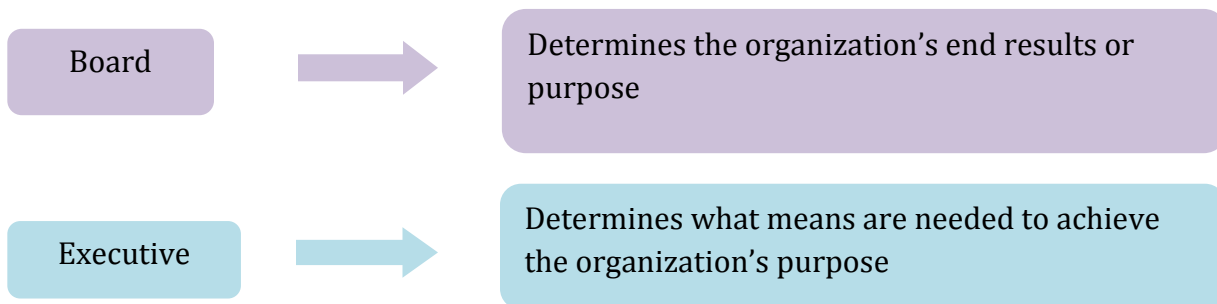 Board
Determines the organization’s end results or
purpose
Executive
Determines what means are needed to achieve
the organization’s purpose